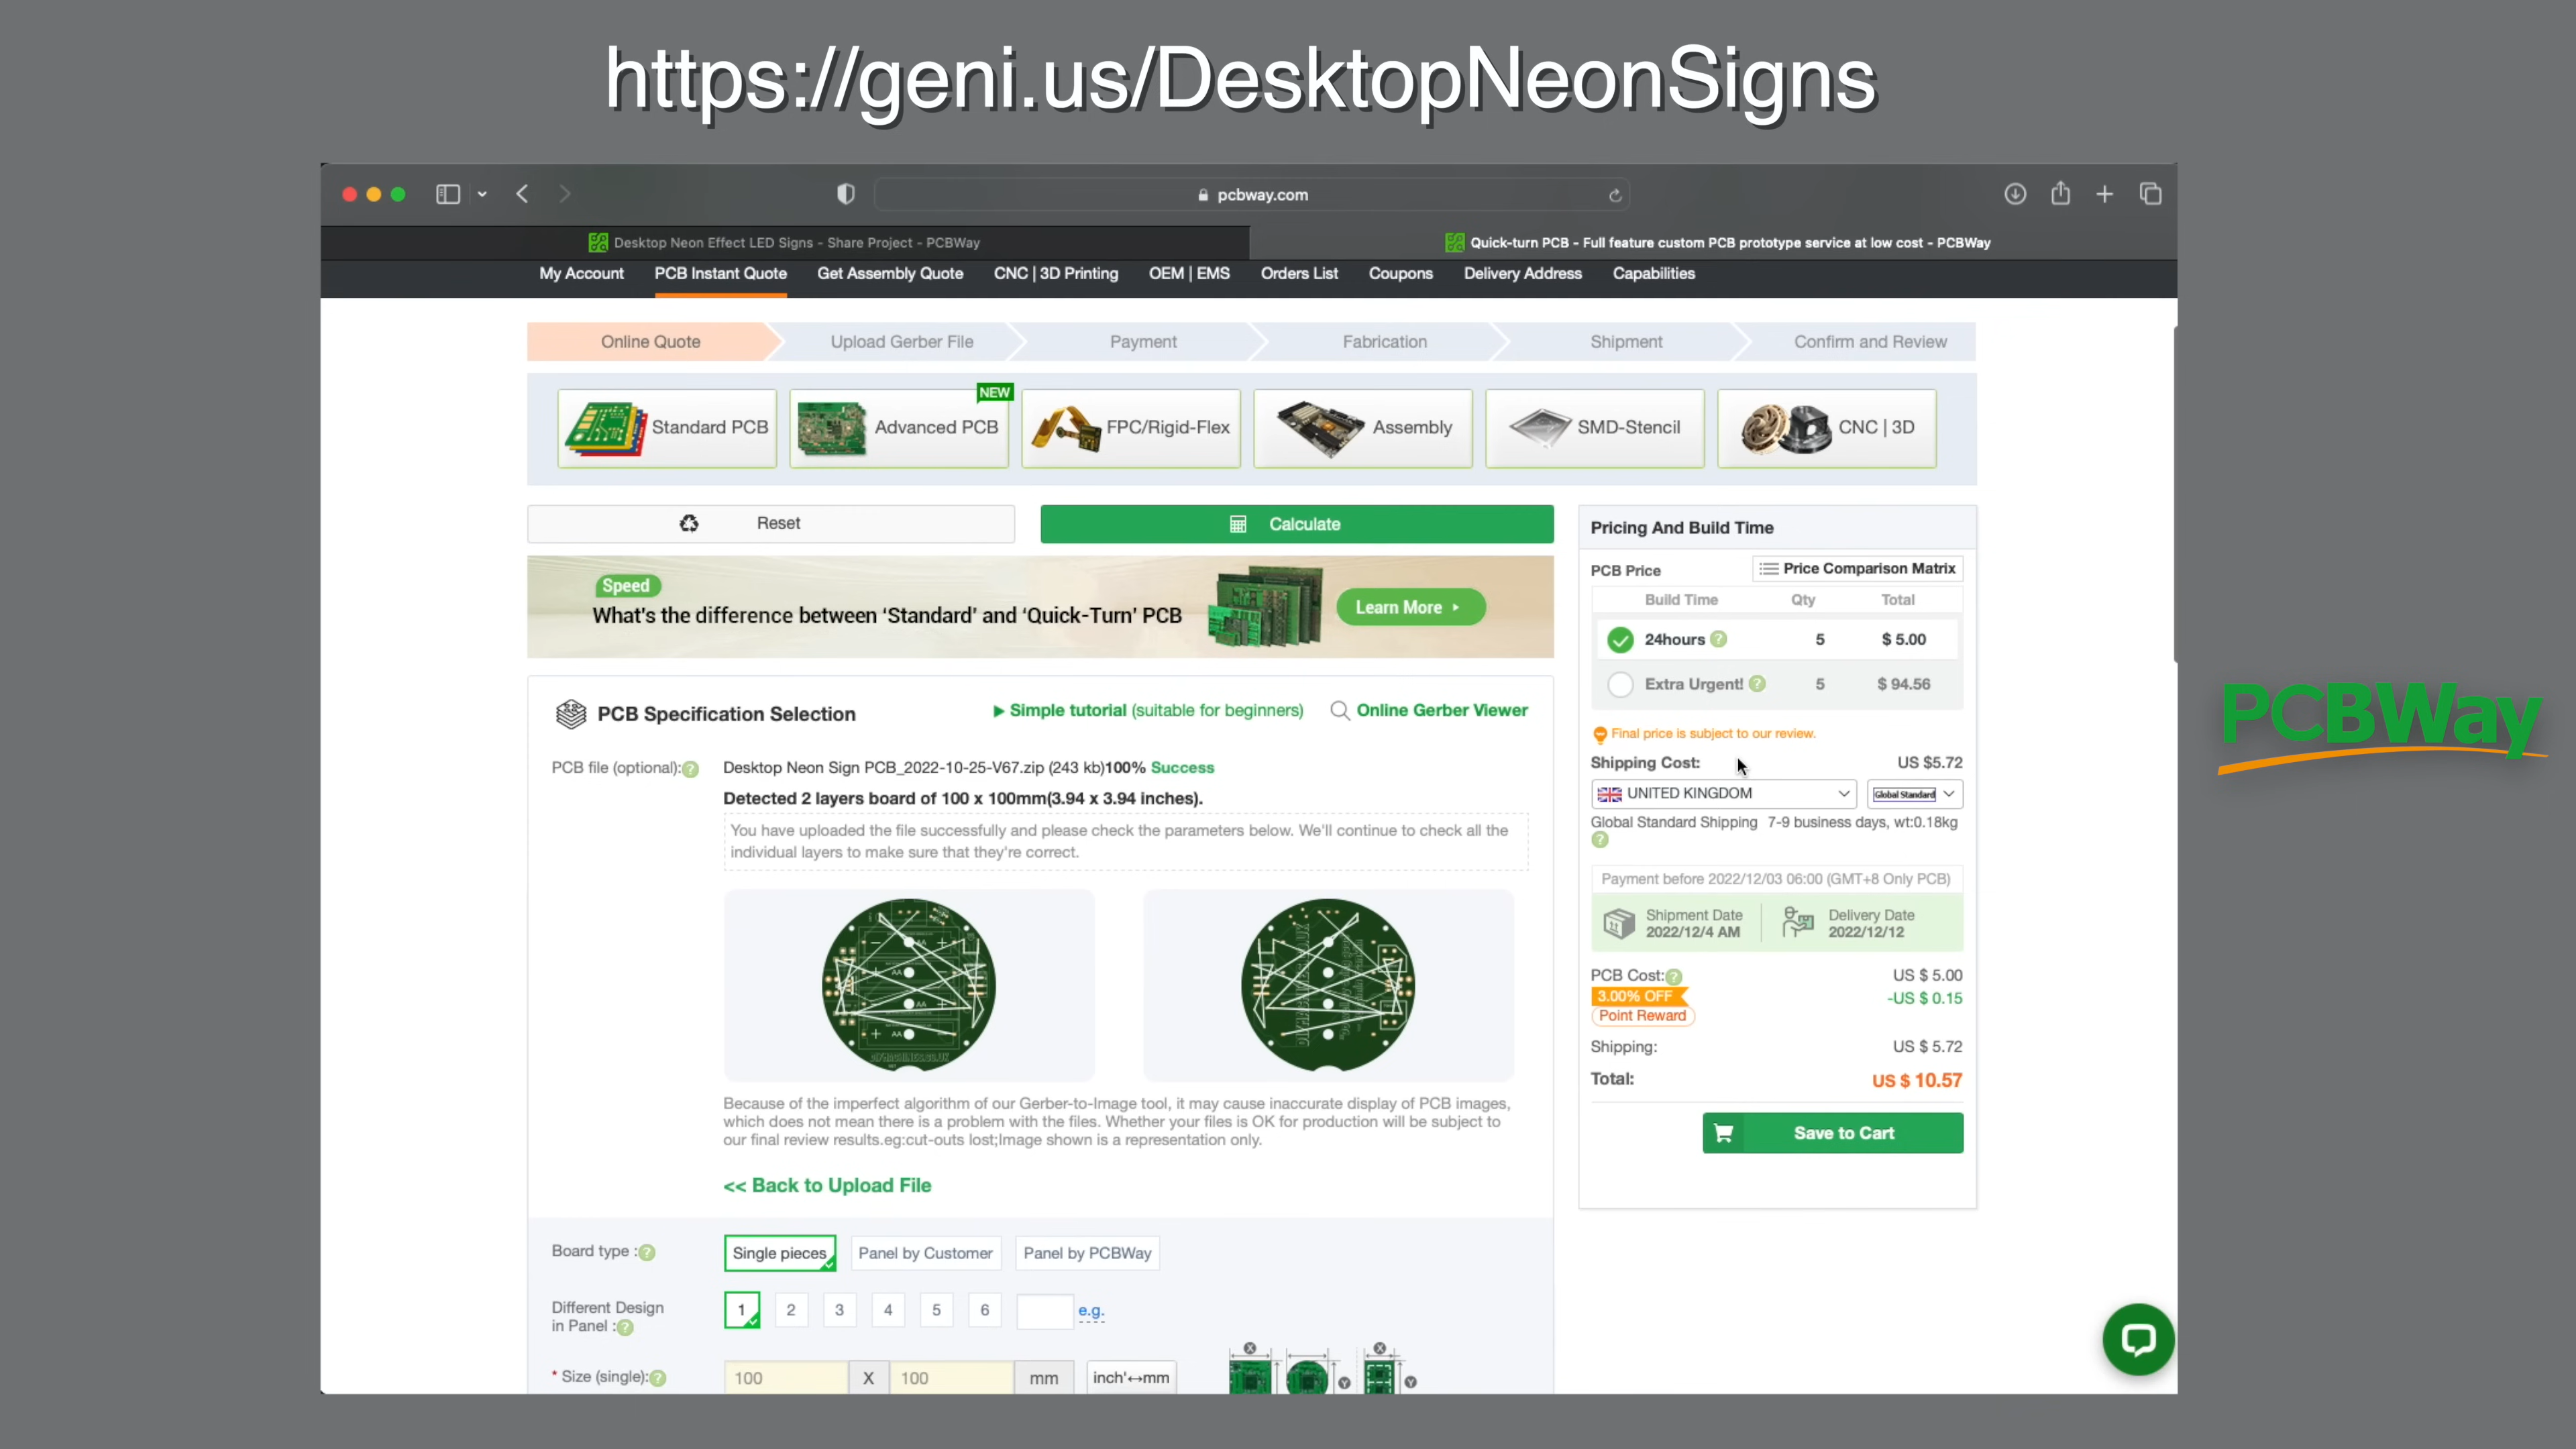 https://geni.us/DesktopNeonSigns
pcbway.com
Desktop Neon Effect LED Signs - Share Project - PCBWay
Quick-turn PCB - Full feature custom PCB prototype service at low cost - PCBWay
My Account PCB Instant Quote Get Assembly Quote CNC | 3D Printing OEM | EMS Orders List Coupons Delivery Address Capabilities
Online Quote Upload Gerber File Payment Fabrication Shipment Confirm and Review
NEW
Standard PCB Advanced PCB FPC/Rigid-Flex Assembly SMD-Stencil CNC | 3D
Reset Calculate
Speed
What's the difference between 'Standard' and 'Quick-Turn' PCB
Learn More
PCB Specification Selection
Simple tutorial (suitable for beginners) Online Gerber Viewer
PCB file (optional): Desktop Neon Sign PCB_2022-10-25-V67.zip (243 kb)100% Success
Detected 2 layers board of 100 x 100mm(3.94 x 3.94 inches).
You have uploaded the file successfully and please check the parameters below. We'll continue to check all the
individual layers to make sure that they're correct.
AA
AA
AA
AA
Because of the imperfect algorithm of our Gerber-to-Image tool, it may cause inaccurate display of PCB images,
which does not mean there is a problem with the files. Whether your files is OK for production will be subject to
our final review results.eg:cut-outs lost;Image shown is a representation only.
<< Back to Upload File
Board type : Single pieces Panel by Customer Panel by PCBWay
Different Design
in Panel : 1 2 3 4 5 6 e.g.
* Size (single): 100 X 100 mm inch'↔mm
X X
Y Y
Pricing And Build Time
PCB Price Price Comparison Matrix
Build Time Qty Total
24hours 5 $ 5.00
Extra Urgent! 5 $ 94.56
Final price is subject to our review.
Shipping Cost: US $5.72
UNITED KINGDOM Global Standard
Global Standard Shipping 7-9 business days, wt:0.18kg
Payment before 2022/12/03 06:00 (GMT+8 Only PCB)
Shipment Date Delivery Date
2022/12/4 AM 2022/12/12
PCB Cost: US $ 5.00
3.00% OFF -US $ 0.15
Point Reward
Shipping: US $ 5.72
Total: US $ 10.57
Save to Cart
PCBWay